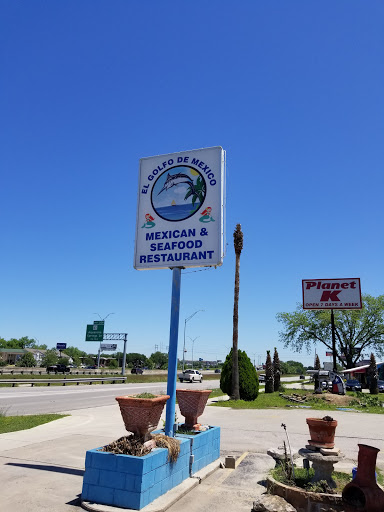 EL GOLFO DE MEXICO
MEXICAN &
SEAFOOD
RESTAURANT
Planet
K
OPEN 7 DAYS A WEEK